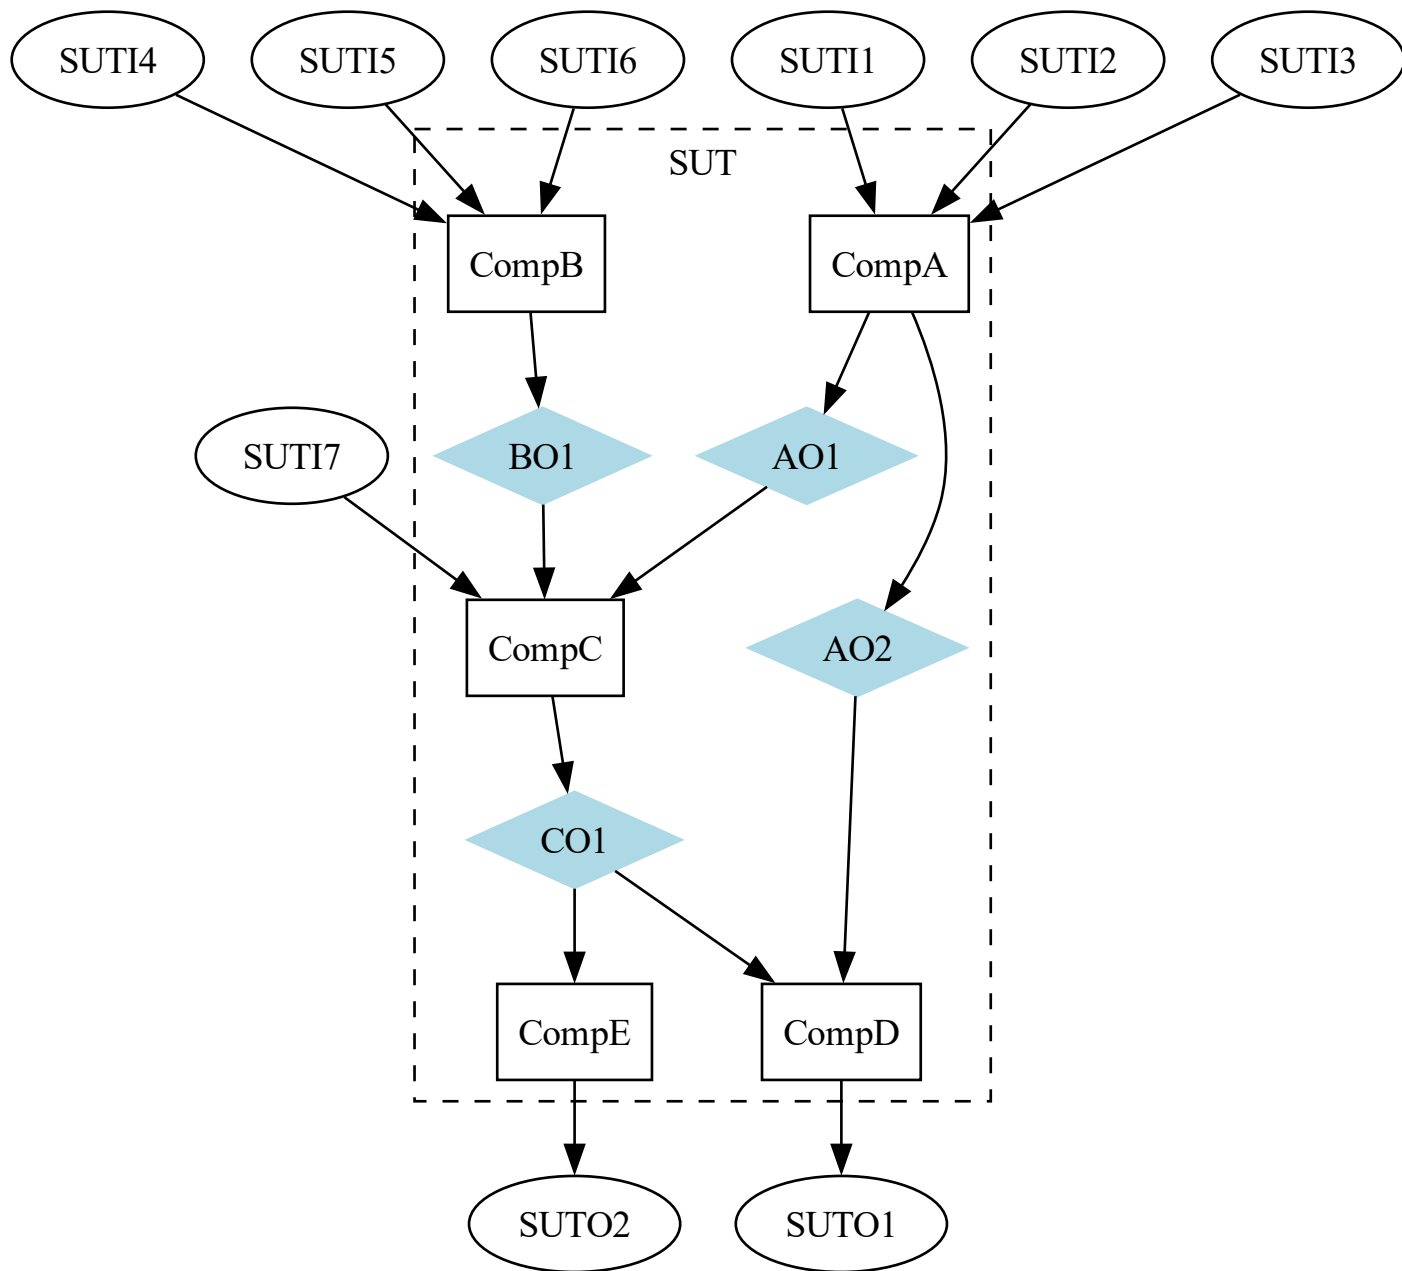 SUTI4
SUTI5
SUTI6
SUTI1
SUTI2
SUTI3
SUT
CompB
CompA
SUTI7
BO1
AO1
CompC
AO2
CO1
CompE
CompD
SUTO2
SUTO1